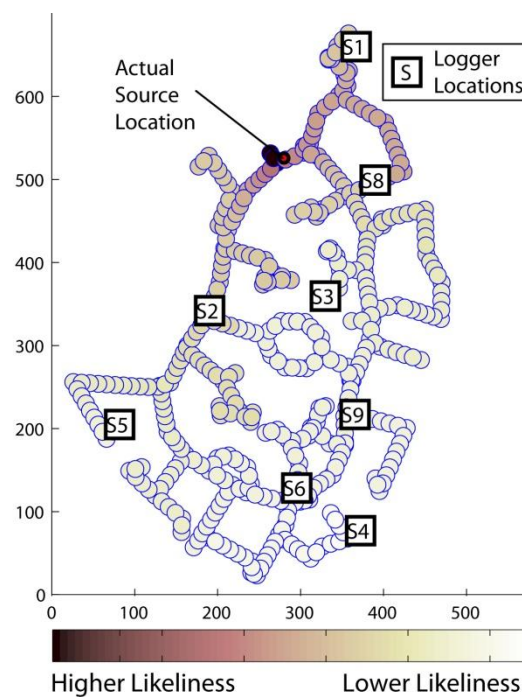 S1
Actual
Source
Location
S
Logger
Locations
600
500
S8
400
S3
S2
300
S9
200
S5
S6
100
S4
0
0 100 200 300 400 500
Higher Likeliness Lower Likeliness